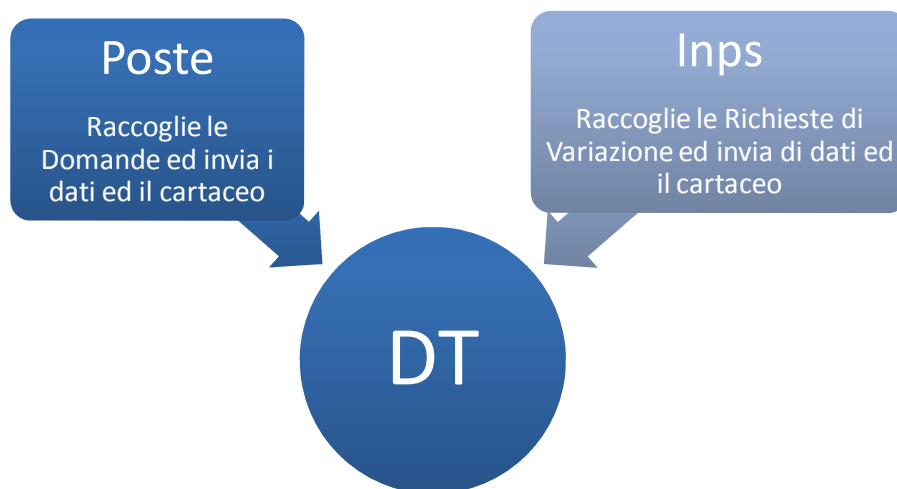 Poste
Raccoglie le
Domande ed invia i
dati ed il cartaceo
Inps
Raccoglie le Richieste di
Variazione ed invia di dati ed
il cartaceo
DT